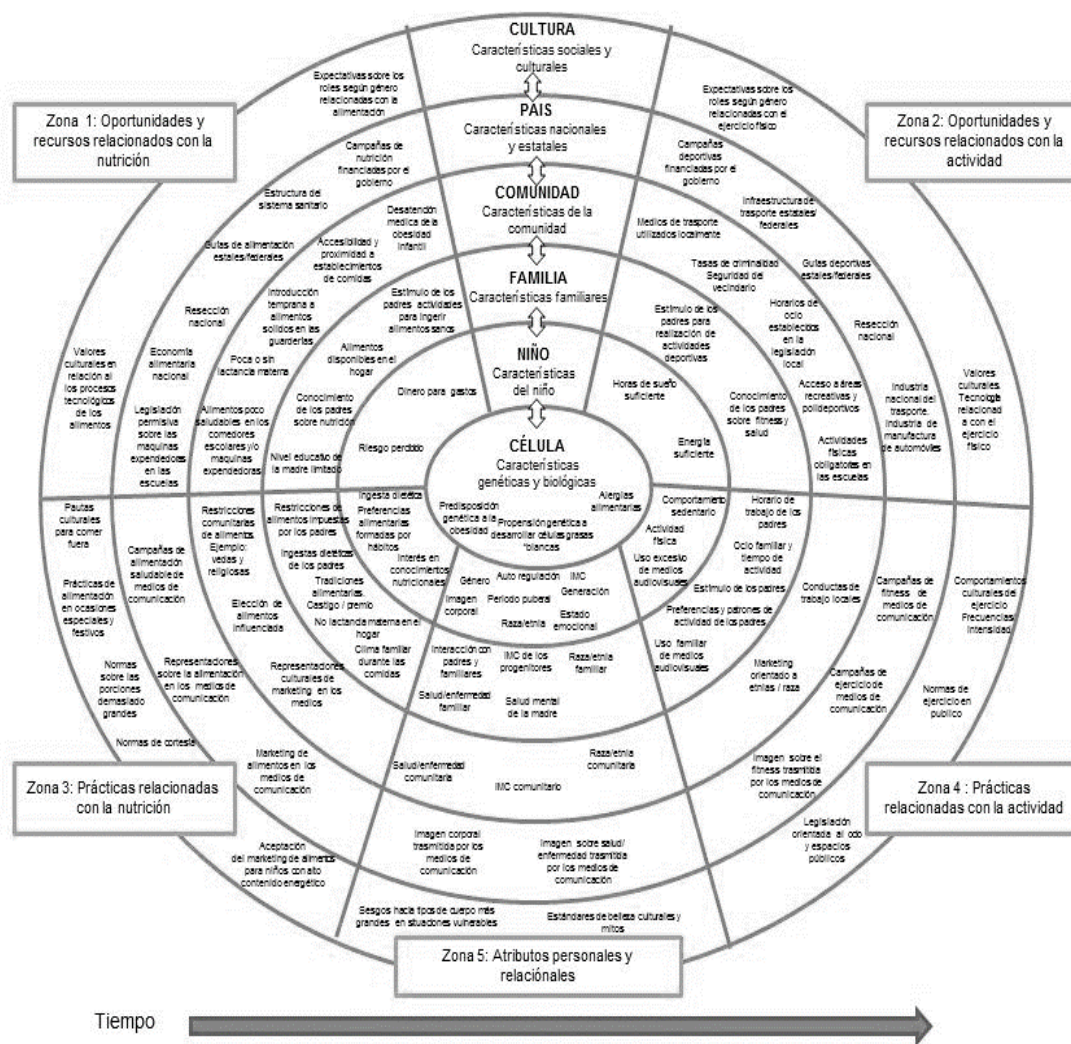 CULTURA
Características sociales y
culturales
PAIS
Características nacionales
y estatales
COMUNIDAD
Características de la
comunidad
FAMILIA
Características familiares
NIÑO
Características
del niño
CÉLULA
Características
genéticas y biológicas
Zona 1: Oportunidades y
recursos relacionados con la
nutrición
Expectativas sobre los
roles según género
relacionadas con la
alimentación
Campañas de
nutrición
financiadas por el
gobierno
Estructura del
sistema sanitario
Desatención
medica de la
obesidad
infantil
Guías de alimentación
estales/federales
Accesibilidad y
proximidad a
establecimientos
de comidas
Introducción
temprana a
alimentos
solidos en las
guarderías
Estímulo de los
padres actividades
para ingerir
alimentos sanos
Resección
nacional
Valores
culturales en
relación al
los procesos
tecnológicos
de los
alimentos
Economía
alimentaria
nacional
Poca o sin
lactancia materna
Alimentos
disponibles en el
hogar
Dinero para gastos
Legislación
permisiva
sobre las
maquinas
expendedoras
en las
escuelas
Alimentos poco
saludables en los
comedores
escolares y/o
maquinas
expendedoras
Conocimiento
de los padres
sobre nutrición
Nivel educativo de
la madre limitado
Riesgo perdido
Zona 2: Oportunidades y
recursos relacionados con la
actividad
Expectativas sobre los
roles según género
relacionadas con el
ejercicio físico
Campañas
deportivas
financiadas por el
gobierno
Infraestructura de
trasporte estatales/
federales
Medios de trasporte
utilizados localmente
Tasas de criminalidad
Seguridad del
vecindario
Guías deportivas
estales/federales
Estímulo de los
padres para
realización de
actividades
deportivas
Horarios de
ocio
establecidos
en la
legislación
local
Resección
nacional
Horas de sueño
suficiente
Conocimiento
de los padres
sobre fitness y
salud
Acceso a áreas
recreativas y
polideportivos
Industria
nacional del
trasporte.
Industria de
manufactura
de automóviles
Valores
culturales.
Tecnología
relacionad
a con el
ejercicio
físico
Energía
suficiente
Actividades
físicas
obligatorias en
las escuelas
Zona 3: Prácticas relacionadas
con la nutrición
Pautas
culturales
para comer
fuera
Prácticas de
alimentación
en ocasiones
especiales y
festivos
Campañas de
alimentación
saludable de
medios de
comunicación
Restricciones
comunitarias
de alimentos.
Ejemplo:
vedas y
religiosas
Restricciones de
alimentos impuestas
por los padres
Ingestas dietéticas
de los padres
Ingesta dietética
Preferencias
alimentarias
formadas por
hábitos
Interés en
conocimientos
nutricionales
Tradiciones
alimentarias.
Castigo / premio
Elección de
alimentos
influenciada
No lactancia materna en el
hogar
Clima familiar
durante las
comidas
Normas
sobre las
porciones
demasiado
grandes
Representaciones
sobre la alimentación
en los medios de
comunicación
Representaciones
culturales de
marketing en los
medios
Normas de cortesía
Marketing de
alimentos en los
medios de
comunicación
Aceptación
del marketing de alimentos
para niños con alto
contenido energético
Predisposición
genética a la
obesidad
Propensión genética a
desarrollar células grasas
"blancas
Alergias
alimentarias
Zona 4 : Prácticas
relacionadas con la actividad
Comportamiento
sedentario
Actividad
física
Uso excesivo
de medios
audiovisuales
Horario de
trabajo de los
padres
Ocio familiar y
tiempo de
actividad
Estímulo de los padres
Preferencias y patrones de
actividad de los padres
Uso familiar
de medios
audiovisuales
Conductas de
trabajo locales
Campañas de
fitness de
medios de
comunicación
Comportamientos
culturales del
ejercicio
Frecuencias
Intensidad
Marketing
orientado a
etnias / raza
Campañas de
ejercicio de
medios de
comunicación
Normas de
ejercicio en
publico
Imagen sobre el
fitness trasmitida
por los medios de
comunicación
Legislación
orientada al ocio
y espacios
públicos
Género
Auto regulación
IMC
Generación
Imagen
corporal
Periodo puberal
Raza/etnia
Estado
emocional
Interacción con
padres y
familiares
IMC de los
progenitores
Raza/etnia
familiar
Salud/enfermedad
familiar
Salud mental
de la madre
Salud/enfermedad
comunitaria
Raza/etnia
comunitaria
IMC comunitario
Imagen corporal
trasmitida por los
medios de
comunicación
Imagen sobre salud/
enfermedad trasmitida
por los medios de
comunicación
Sesgos hacia tipos de cuerpo más
grandes en situaciones vulnerables
Estándares de belleza culturales y
mitos
Zona 5: Atributos personales y
relaciónales
Tiempo